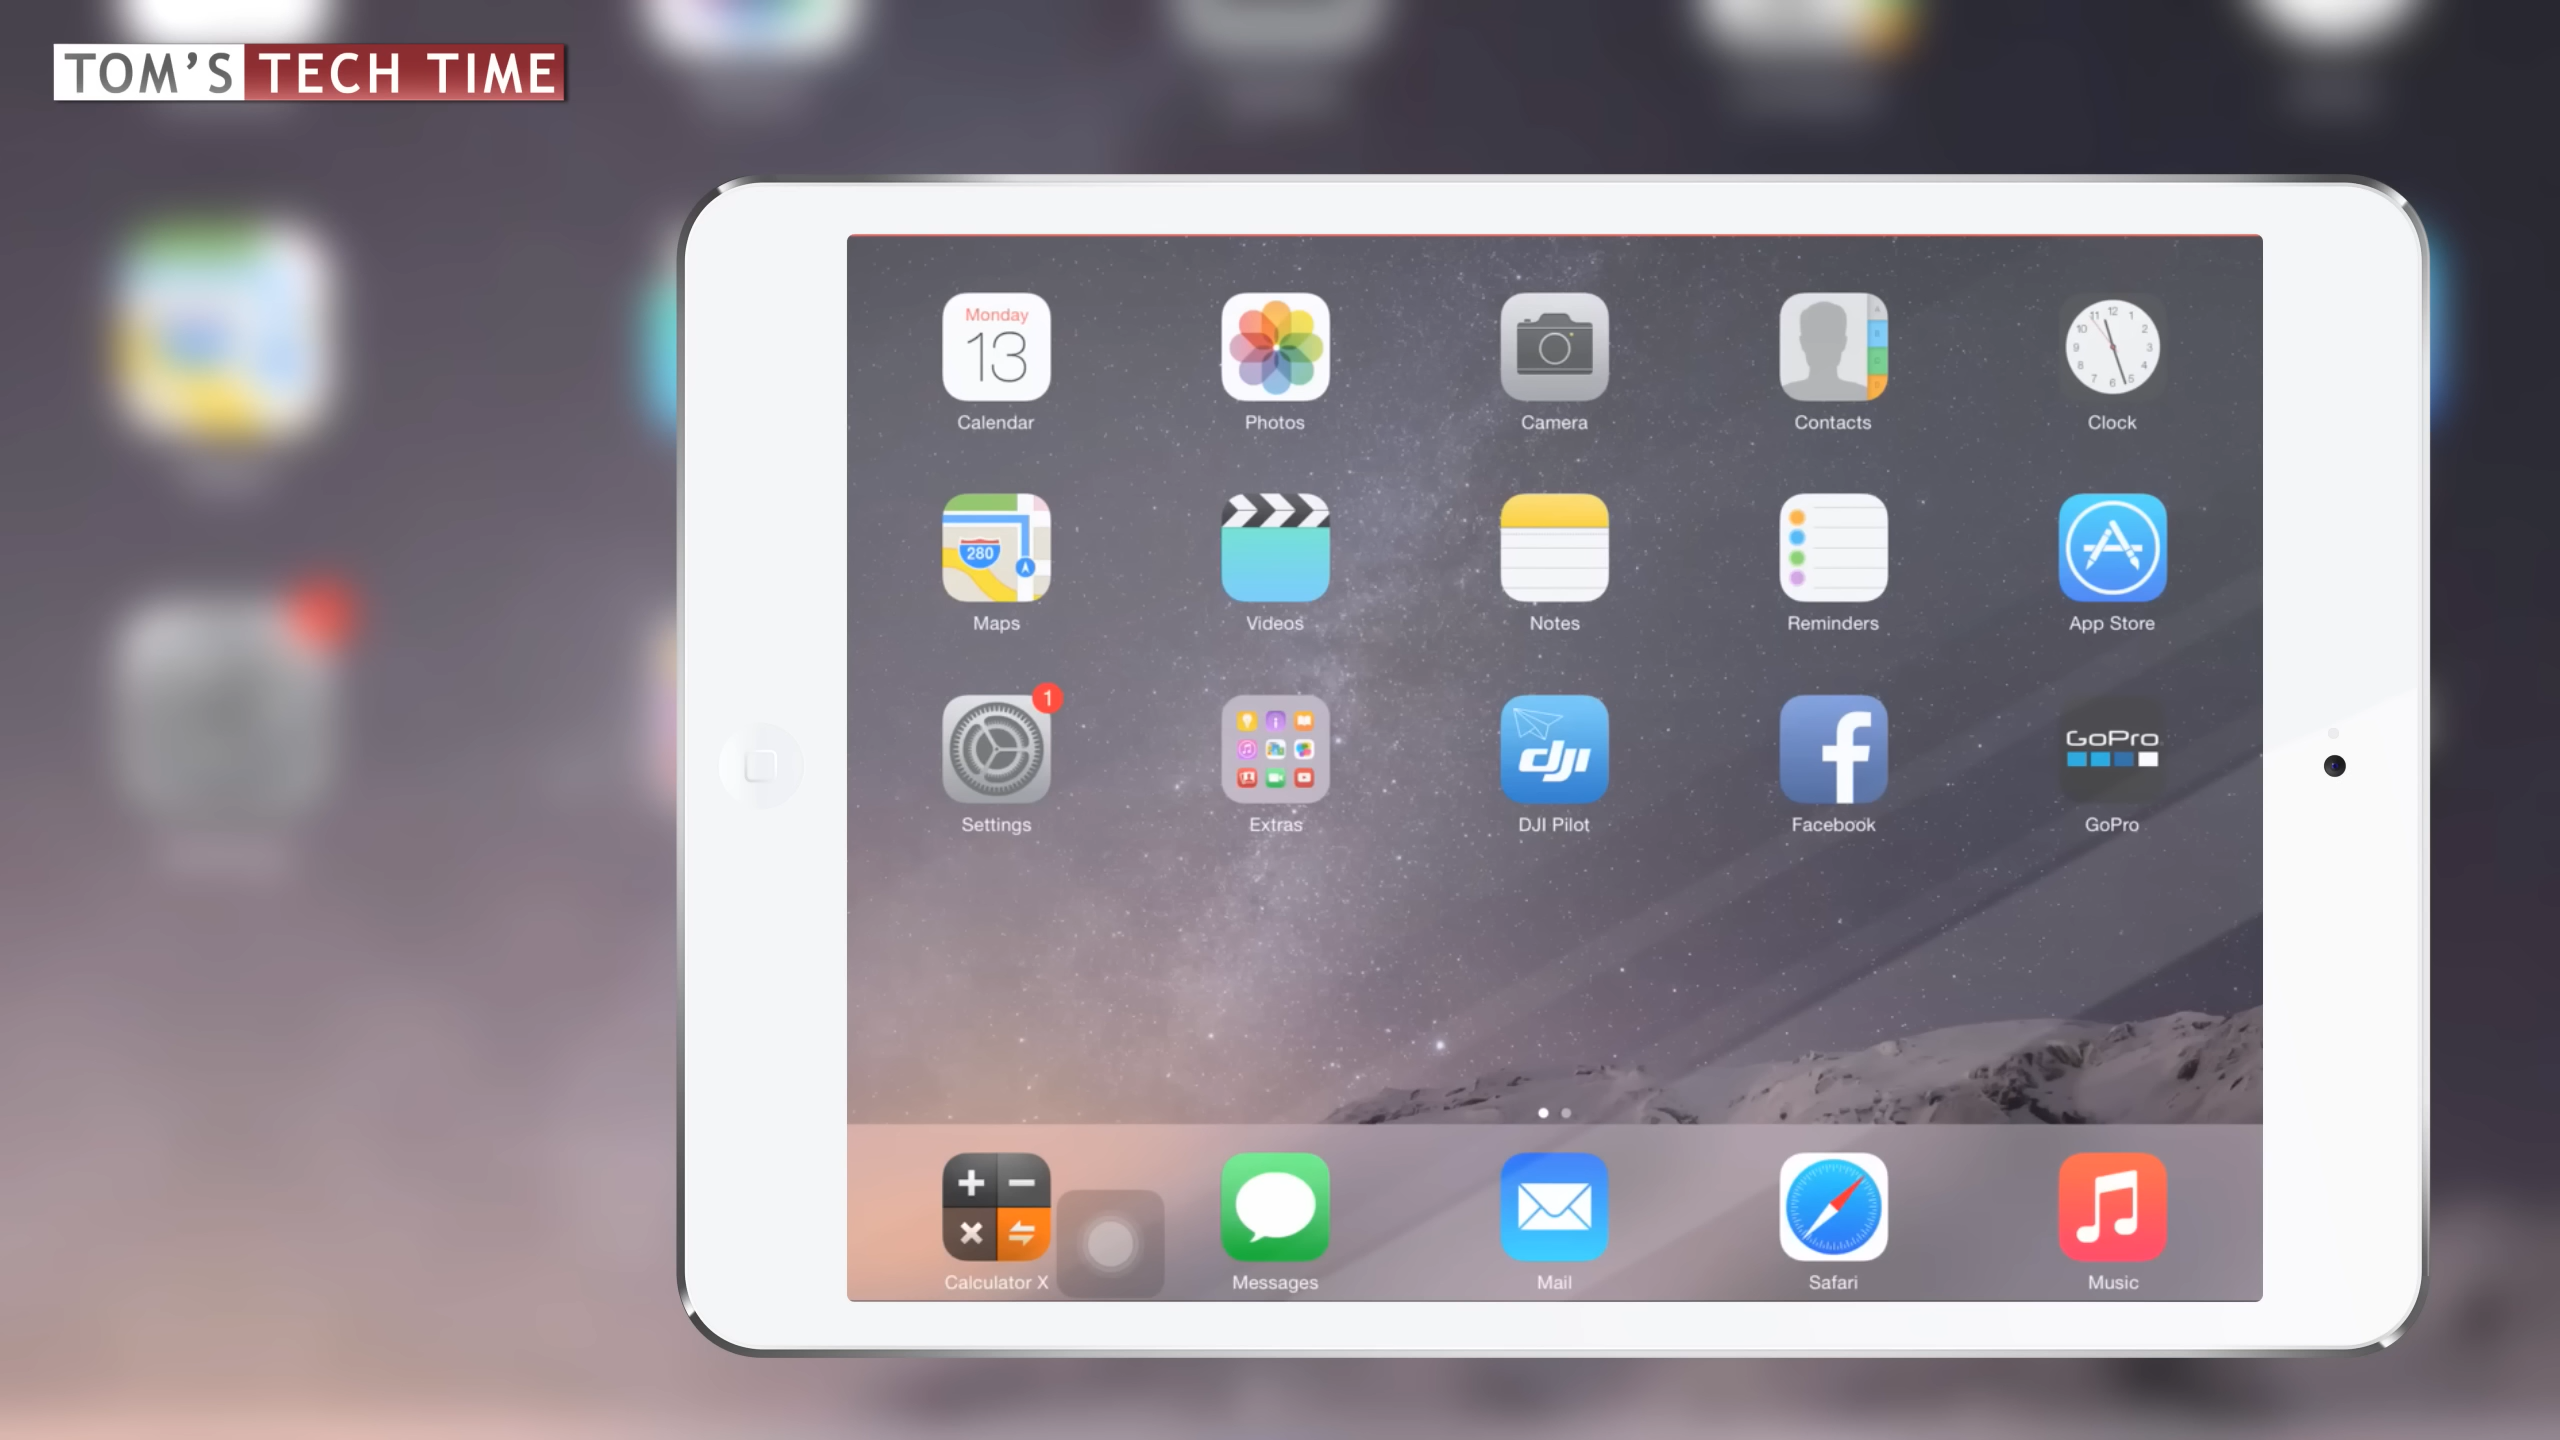 TOM'S TECH TIME
Monday
13
Calendar
Photos
Camera
Contacts
Clock
280
Maps
Videos
Notes
Reminders
App Store
1
Settings
Extras
dji
DJI Pilot
f
Facebook
GoPro
GoPro
Calculator X
Messages
Mail
Safari
Music